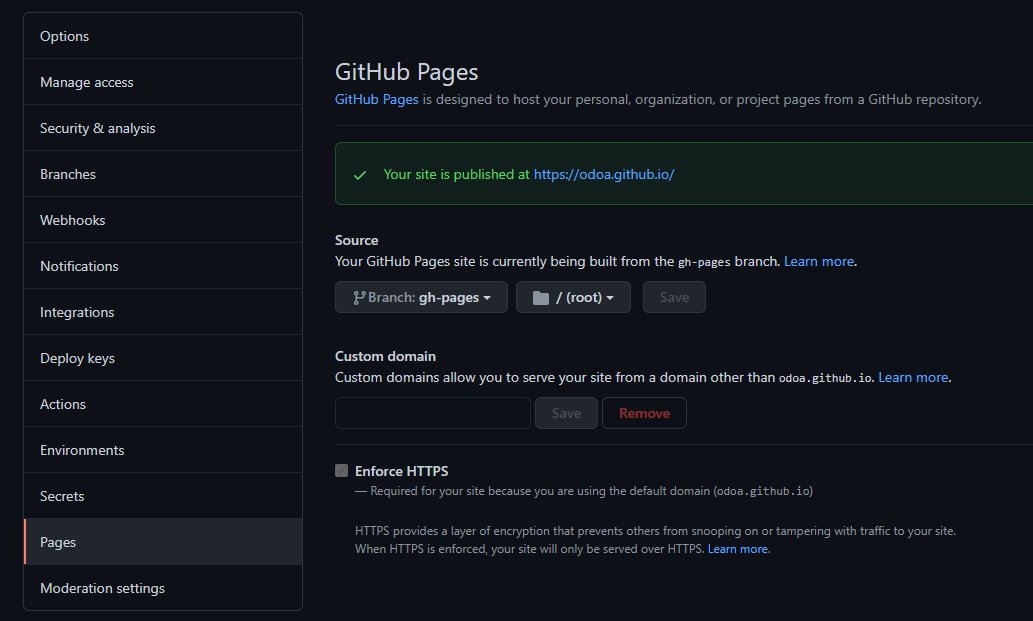 Options
Manage access
Security & analysis
Branches
Webhooks
Notifications
Integrations
Deploy keys
Actions
Environments
Secrets
Pages
Moderation settings
GitHub Pages
GitHub Pages is designed to host your personal, organization, or project pages from a GitHub repository.
Your site is published at https://odoa.github.io/
Source
Your GitHub Pages site is currently being built from the gh-pages branch. Learn more.
Branch: gh-pages / (root) Save
Custom domain
Custom domains allow you to serve your site from a domain other than odoa.github.io. Learn more.
Save Remove
Enforce HTTPS
— Required for your site because you are using the default domain (odoa.github.io)
HTTPS provides a layer of encryption that prevents others from snooping on or tampering with traffic to your site.
When HTTPS is enforced, your site will only be served over HTTPS. Learn more.